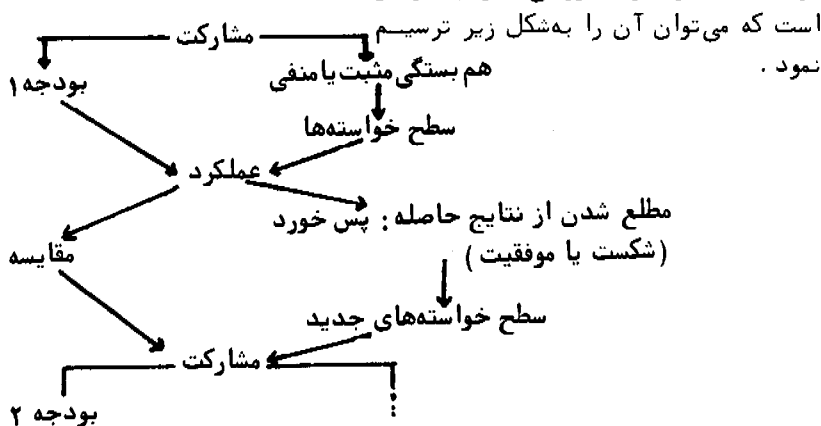 است که می‌توان آن را به‌شکل زیر ترسیـم
نمود .
مشارکت
بودجه ۱
هم بستگی مثبت یا منفی
سطح خواسته‌ها
عملکرد
مطلع شدن از نتایج حاصله : پس خورد
(شکست یا موفقیت )
مقایسه
سطح خواسته‌های جدید
مشارکت
بودجه ۲